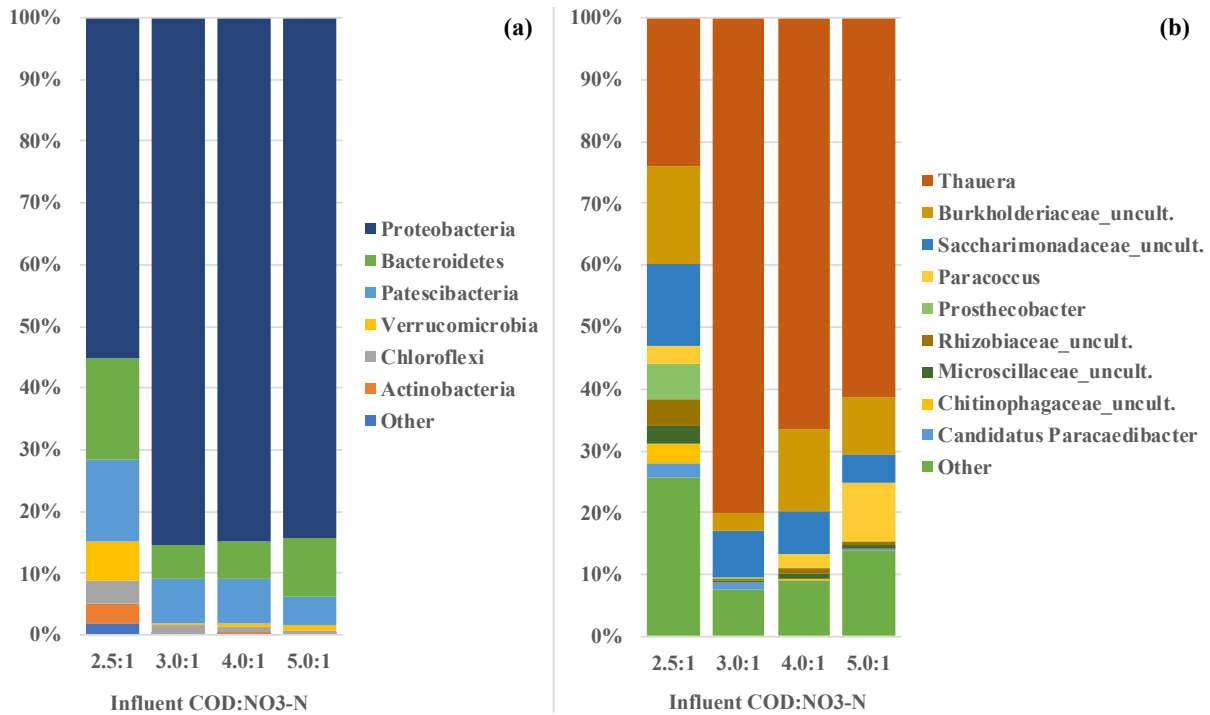 (a)
100%
90%
80%
70%
60%
50%
40%
30%
20%
10%
0%
2.5:1 3.0:1 4.0:1 5.0:1
Influent COD:NO3-N
Proteobacteria
Bacteroidetes
Patescibacteria
Verrucomicrobia
Chloroflexi
Actinobacteria
Other
(b)
100%
90%
80%
70%
60%
50%
40%
30%
20%
10%
0%
2.5:1 3.0:1 4.0:1 5.0:1
Influent COD:NO3-N
Thauera
Burkholderiaceae_uncult.
Saccharimonadaceae_uncult.
Paracoccus
Prosthecobacter
Rhizobiaceae_uncult.
Microscillaceae_uncult.
Chitinophagaceae_uncult.
Candidatus Paracaedibacter
Other